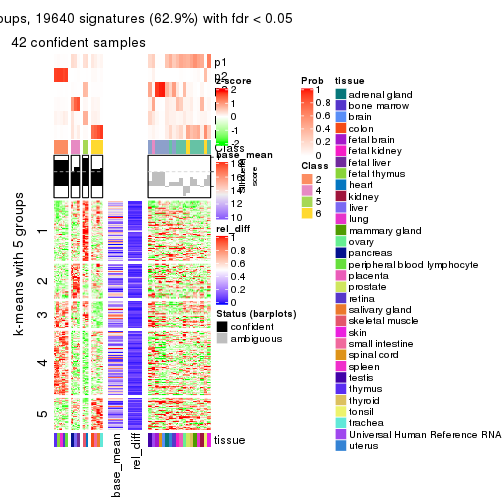 oups, 19640 signatures (62.9%) with fdr < 0.05
42 confident samples
p1
p2
z-score
2
1
0
-1
-2
Class
base_mean
18
16
14
12
10
score
rel_diff
1
0.8
0.6
0.4
0.2
0
Status (barplots)
confident
ambiguous
k-means with 5 groups
1
2
3
4
5
tissue
base_mean
rel_diff
Prob
1
0.8
0.6
0.4
0.2
0
Class
2
4
5
6
tissue
adrenal gland
bone marrow
brain
colon
fetal brain
fetal kidney
fetal liver
fetal thymus
heart
kidney
liver
lung
mammary gland
ovary
pancreas
peripheral blood lymphocyte
placenta
prostate
retina
salivary gland
skeletal muscle
skin
small intestine
spinal cord
spleen
testis
thymus
thyroid
tonsil
trachea
Universal Human Reference RNA
uterus